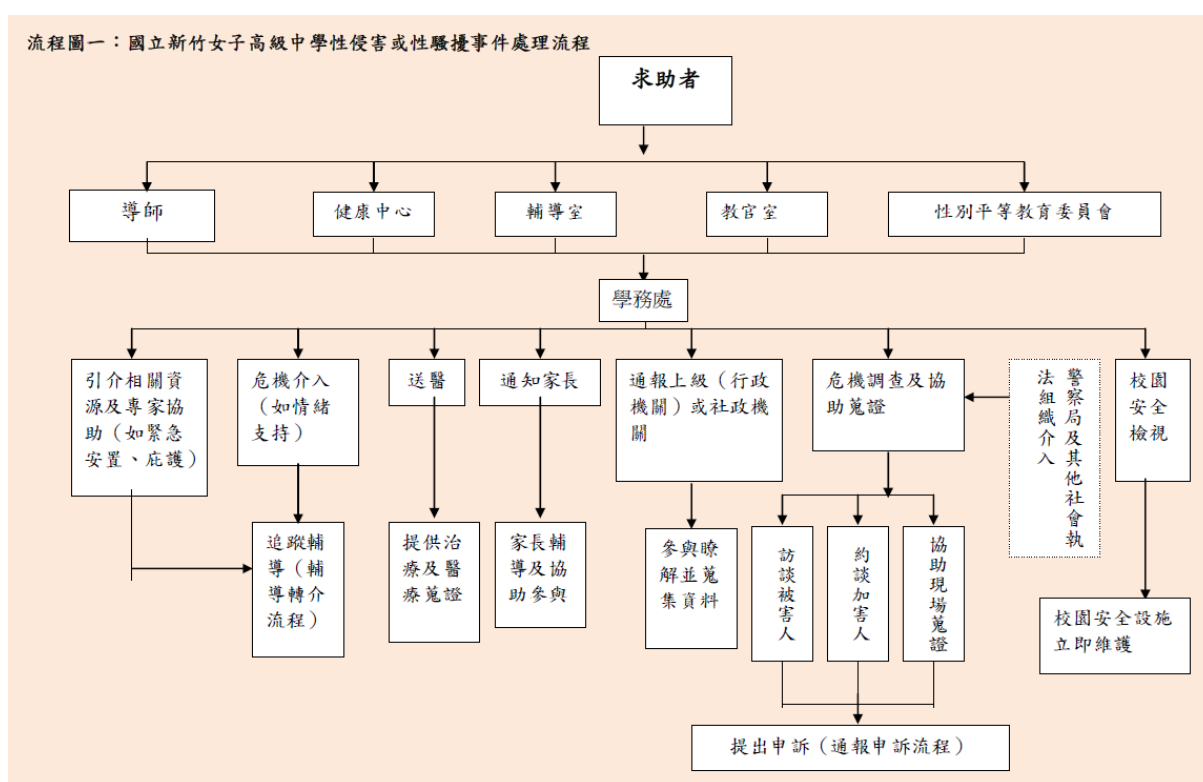 流程圖一：國立新竹女子高級中學性侵害或性騷擾事件處理流程
求助者
導師
健康中心
輔導室
教官室
性別平等教育委員會
學務處
引介相關資
源及專家協
助（如緊急
安置、庇護）
危機介入
（如情緒
支持）
送醫
通知家長
通報上級（行政
機關）或社政機
關
危機調查及協
助蒐證
警察局及其他社會執
法組織介入
校園
安全
檢視
追蹤輔
導（輔
導轉介
流程）
提供治
療及醫
療蒐證
家長輔
導及協
助參與
參與瞭
解並蒐
集資料
訪談被害人
約談加害人
協助現場蒐證
校園安全設施
立即維護
提出申訴（通報申訴流程）